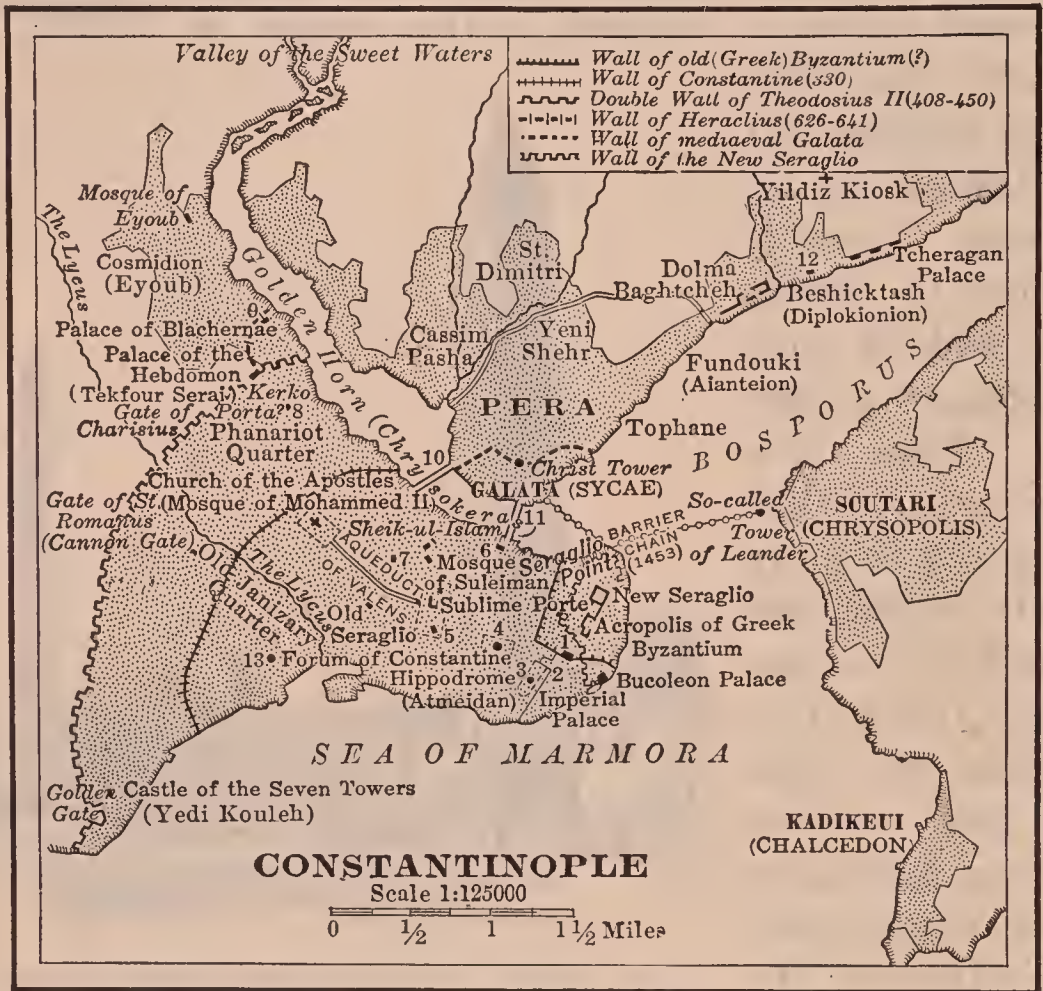 Valley of the Sweet Waters
Wall of old (Greek) Byzantium(?)
Wall of Constantine (330)
Double Wall of Theodosius II (408-450)
Wall of Heraclius (626-641)
Wall of mediaeval Galata
Wall of the New Seraglio
Mosque of
Eyoub
The Lycus
Cosmidion
(Eyoub)
Golden Horn (Chrysokera)
Palace of Blachernae
9
Palace of the
Hebdomon
(Tekfour Serai)
Kerko
Porta?
8
Gate of
Charisius
Phanariot
Quarter
Cassim
Pasha
St.
Dimitri
Yeni
Shehr
PERA
Yildiz Kiosk
12
Tcheragan
Palace
Dolma
Baghtcheh
Beshicktash
(Diplokionion)
Fundouki
(Aianteion)
Tophane
BOSPORUS
10
Christ Tower
GALATA (SYCAE)
11
Church of the Apostles
(Mosque of Mohammed II)
Gate of St.
Romanus
(Cannon Gate)
Sheik-ul-Islam
So-called
Tower
of Leander
BARRIER
CHAIN
(1453)
SCUTARI
(CHRYSOPOLIS)
Seraglio
Point
AQUEDUCT
OF VALENS
7
6
Mosque
of Suleiman
Old Janizary
Quarter
The Lycus
Old
Seraglio
Sublime Porte
5
New Seraglio
Acropolis of Greek
Byzantium
4
1
13
Forum of Constantine
Hippodrome
(Atmeidan)
3
2
Imperial
Palace
Bucoleon Palace
SEA OF MARMORA
Golden
Gate
Castle of the Seven Towers
(Yedi Kouleh)
KADIKEUI
(CHALCEDON)
CONSTANTINOPLE
Scale 1:125000
0 ½ 1 1½ Miles